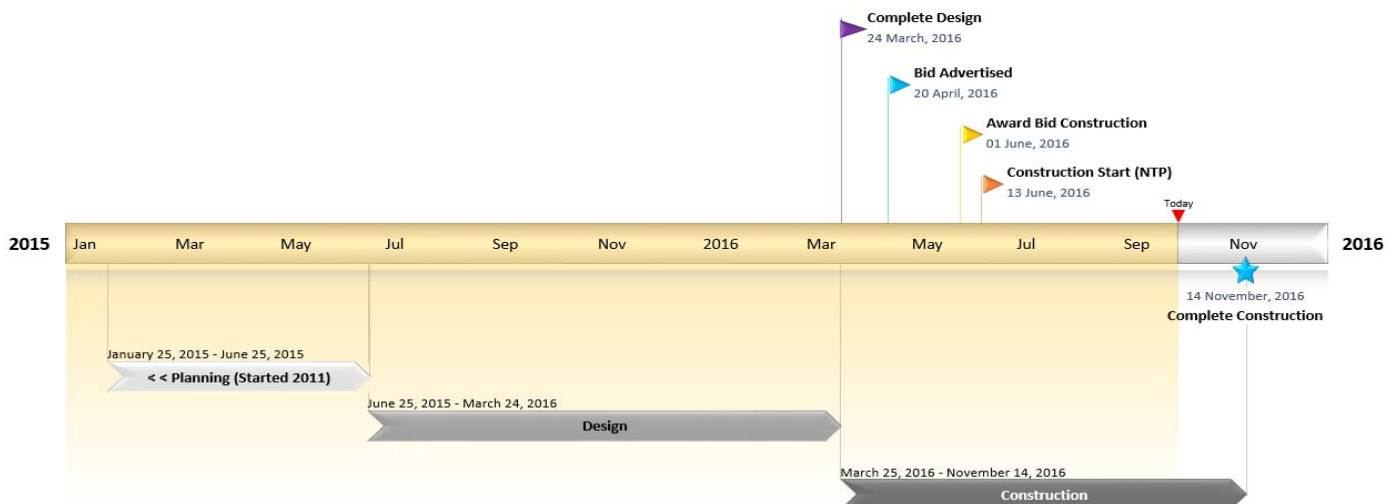 Complete Design
24 March, 2016
Bid Advertised
20 April, 2016
Award Bid Construction
01 June, 2016
Construction Start (NTP)
13 June, 2016
Today
2015 Jan Mar May Jul Sep Nov 2016 Mar May Jul Sep Nov 2016
14 November, 2016
Complete Construction
January 25, 2015 - June 25, 2015
< < Planning (Started 2011)
June 25, 2015 - March 24, 2016
Design
March 25, 2016 - November 14, 2016
Construction